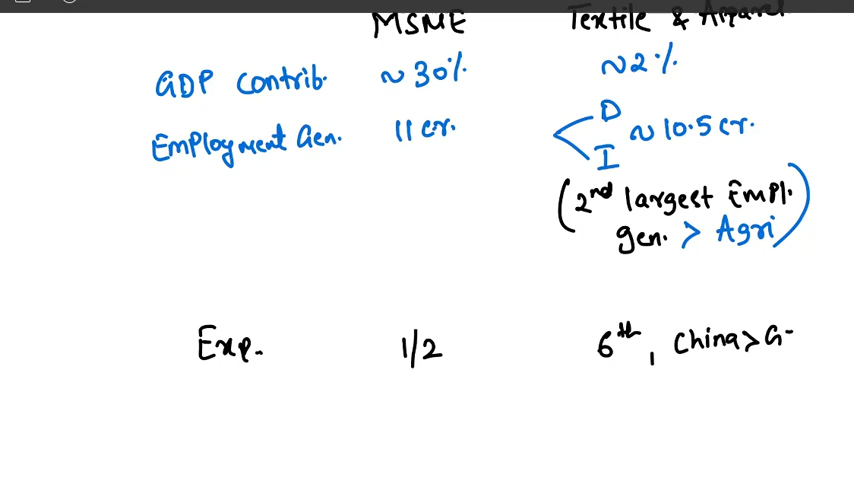 MSME Textile & Apparel
GDP Contrib. ~30% ~2%
Employment Gen. 11 cr. D I ~10.5 cr.
(2nd largest Empl.
gen. > Agri)
Exp. 1/2 6th, China > G